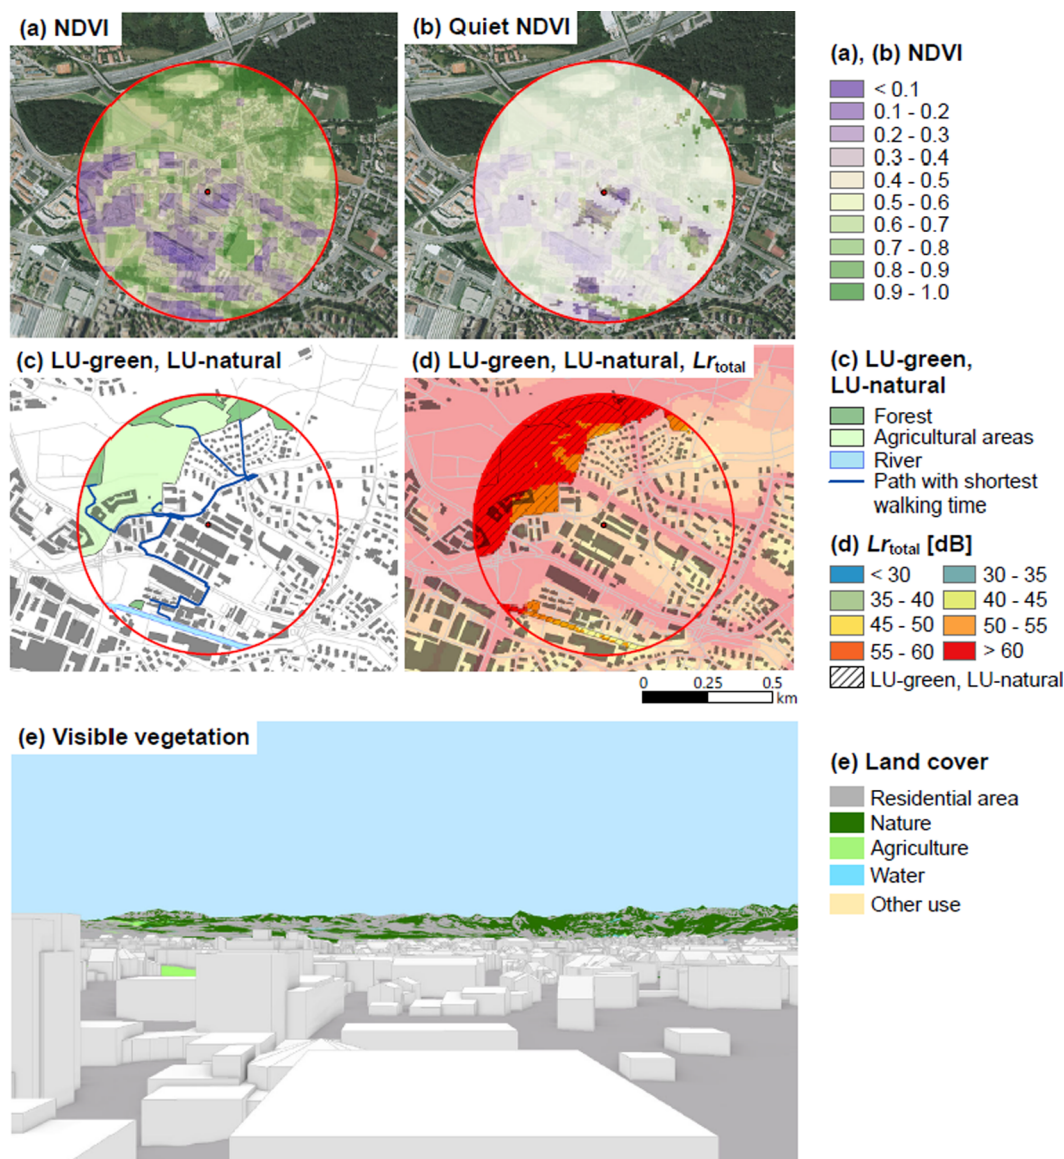 (a) NDVI
(b) Quiet NDVI
(a), (b) NDVI
< 0.1
0.1 - 0.2
0.2 - 0.3
0.3 - 0.4
0.4 - 0.5
0.5 - 0.6
0.6 - 0.7
0.7 - 0.8
0.8 - 0.9
0.9 - 1.0
(c) LU-green, LU-natural
(d) LU-green, LU-natural, Lrtotal
(c) LU-green,
LU-natural
Forest
Agricultural areas
River
Path with shortest
walking time
(d) Lrtotal [dB]
< 30 30 - 35
35 - 40 40 - 45
45 - 50 50 - 55
55 - 60 > 60
LU-green, LU-natural
0 0.25 0.5
km
(e) Visible vegetation
(e) Land cover
Residential area
Nature
Agriculture
Water
Other use